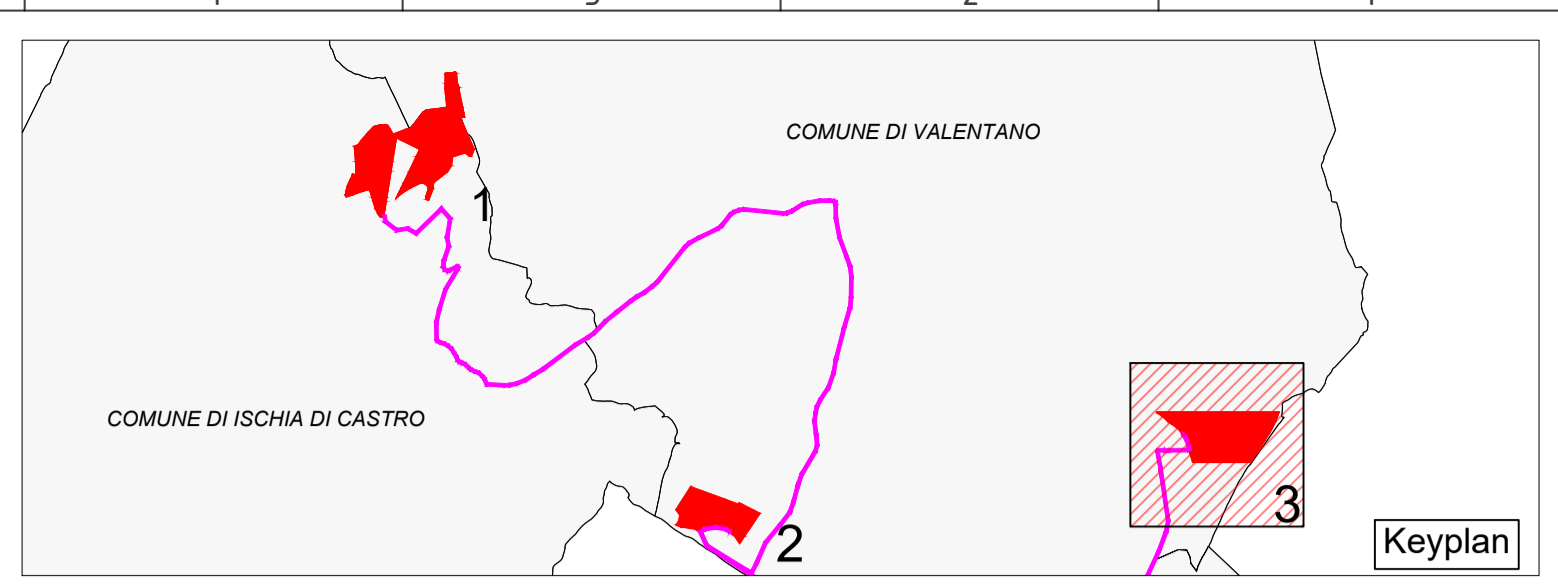 COMUNE DI VALENTANO
1
COMUNE DI ISCHIA DI CASTRO
3
2
Keyplan